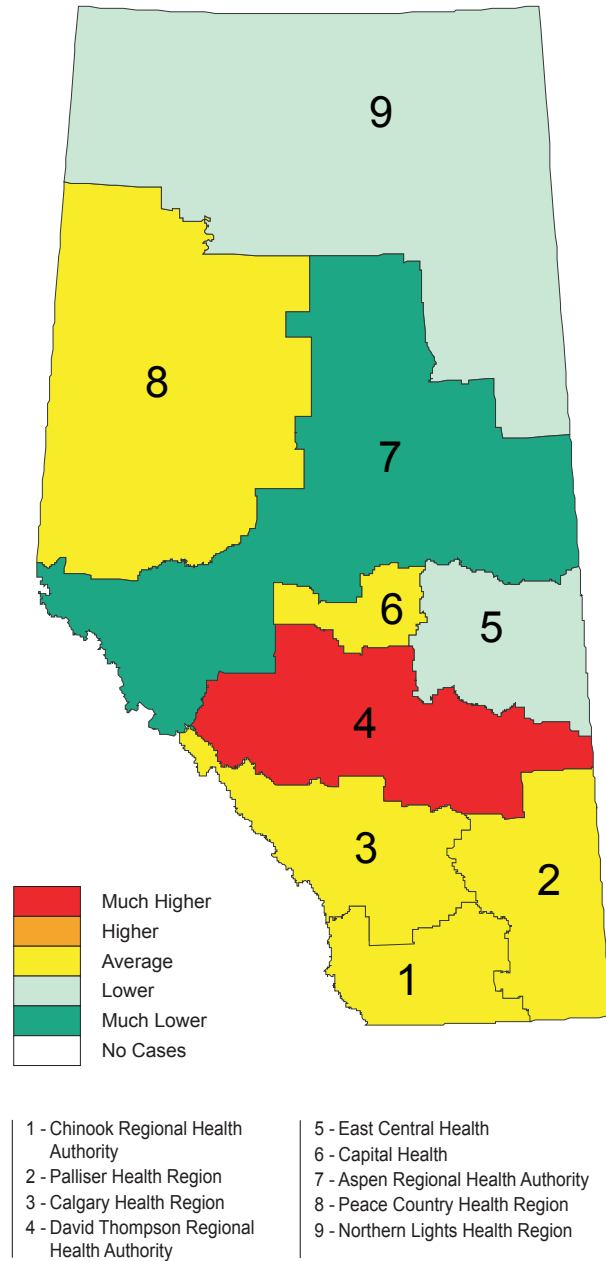 9
8
7
6
5
4
3
2
1
Much Higher
Higher
Average
Lower
Much Lower
No Cases
1 - Chinook Regional Health
Authority
2 - Palliser Health Region
3 - Calgary Health Region
4 - David Thompson Regional
Health Authority
5 - East Central Health
6 - Capital Health
7 - Aspen Regional Health Authority
8 - Peace Country Health Region
9 - Northern Lights Health Region